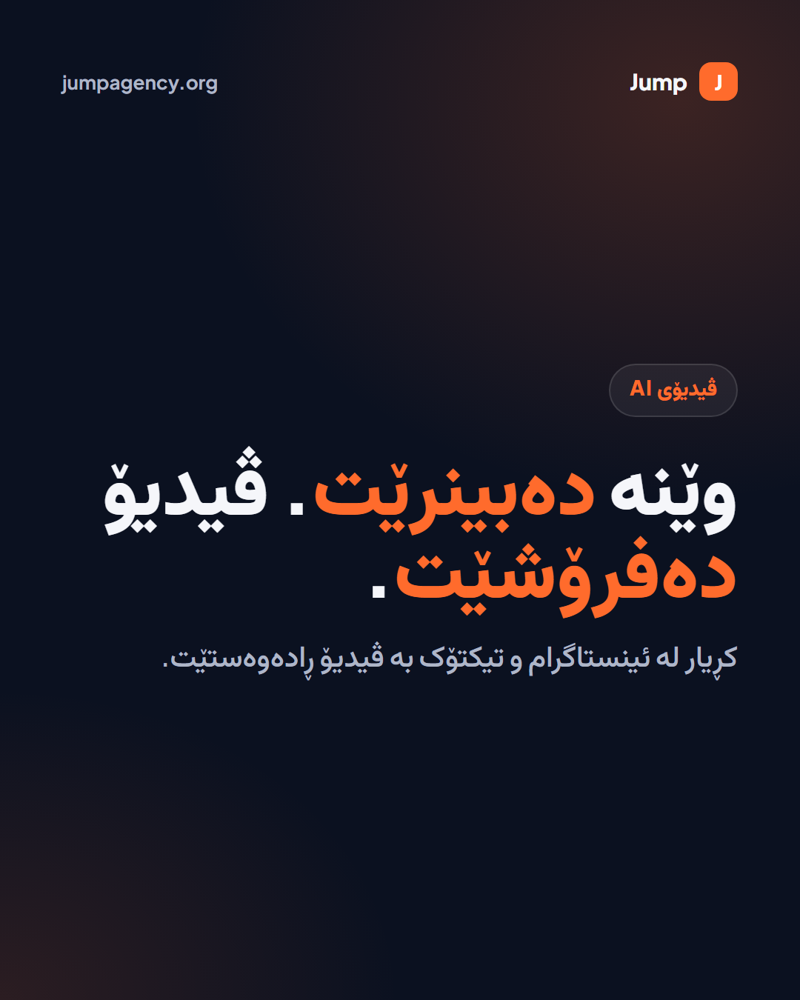 Jump J
jumpagency.org
ڤیدیۆی AI
وێنە دەبینرێت. ڤیدیۆ
دەفرۆشێت.
کڕیار لە ئینستاگرام و تیکتۆک بە ڤیدیۆ ڕادەوەستێت.